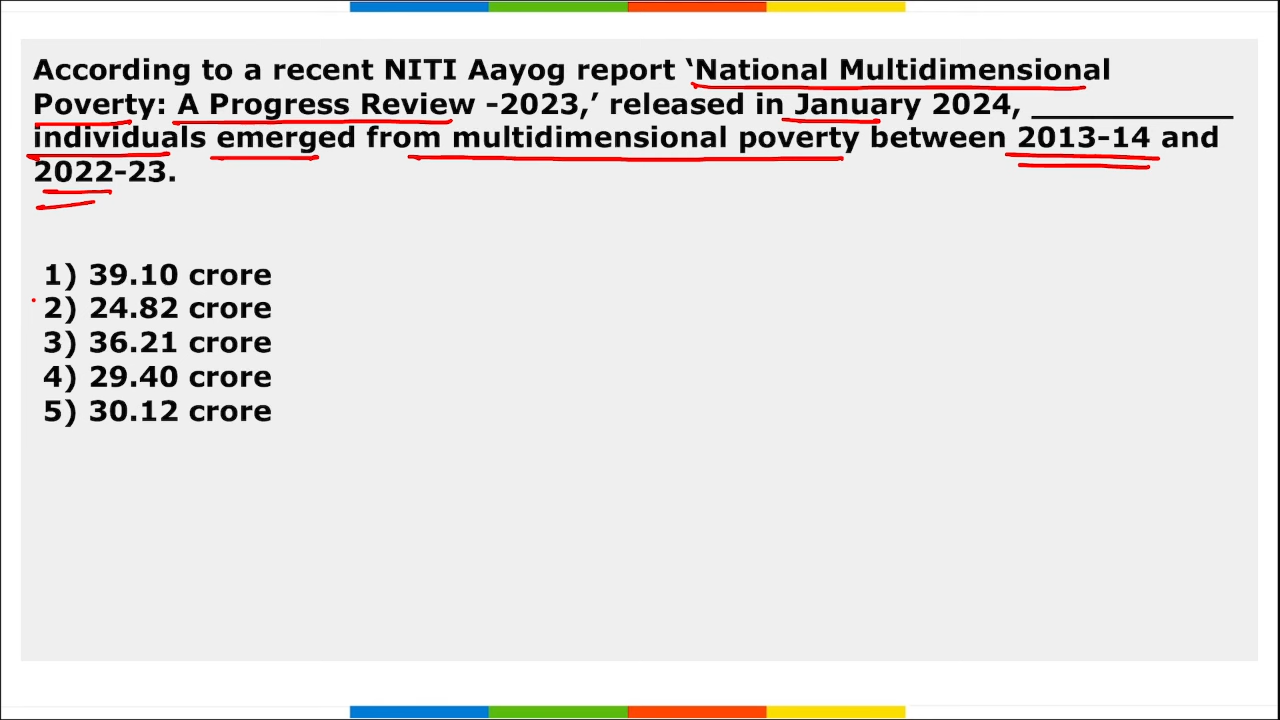 According to a recent NITI Aayog report ‘National Multidimensional
Poverty: A Progress Review -2023,’ released in January 2024, ______________
individuals emerged from multidimensional poverty between 2013-14 and
2022-23.
1) 39.10 crore
2) 24.82 crore
3) 36.21 crore
4) 29.40 crore
5) 30.12 crore